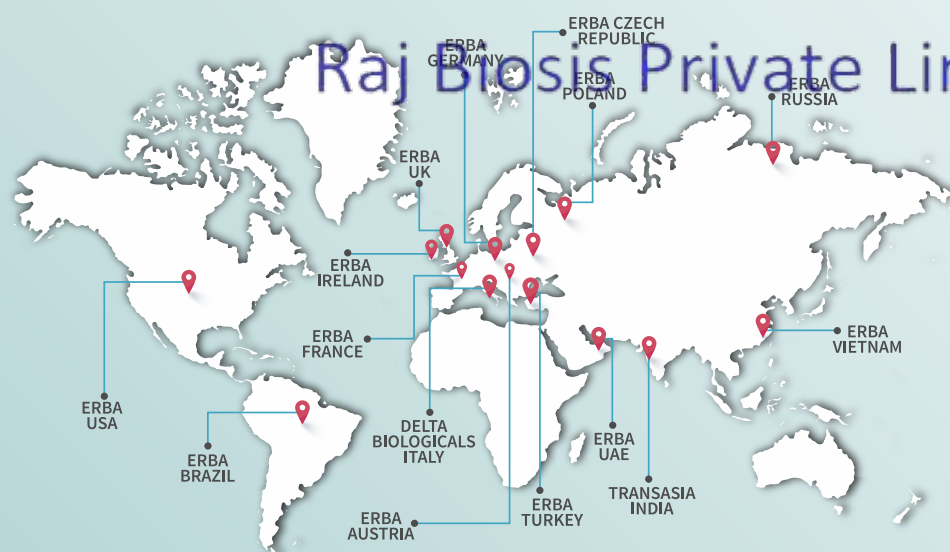 ERBA CZECH
REPUBLIC
ERBA
GERMANY
Raj Biosis Private
ERBA
POLAND
ERBA
RUSSIA
ERBA
UK
ERBA
IRELAND
ERBA
FRANCE
ERBA
VIETNAM
ERBA
USA
ERBA
BRAZIL
DELTA
BIOLOGICALS
ITALY
ERBA
UAE
TRANSASIA
INDIA
ERBA
TURKEY
ERBA
AUSTRIA